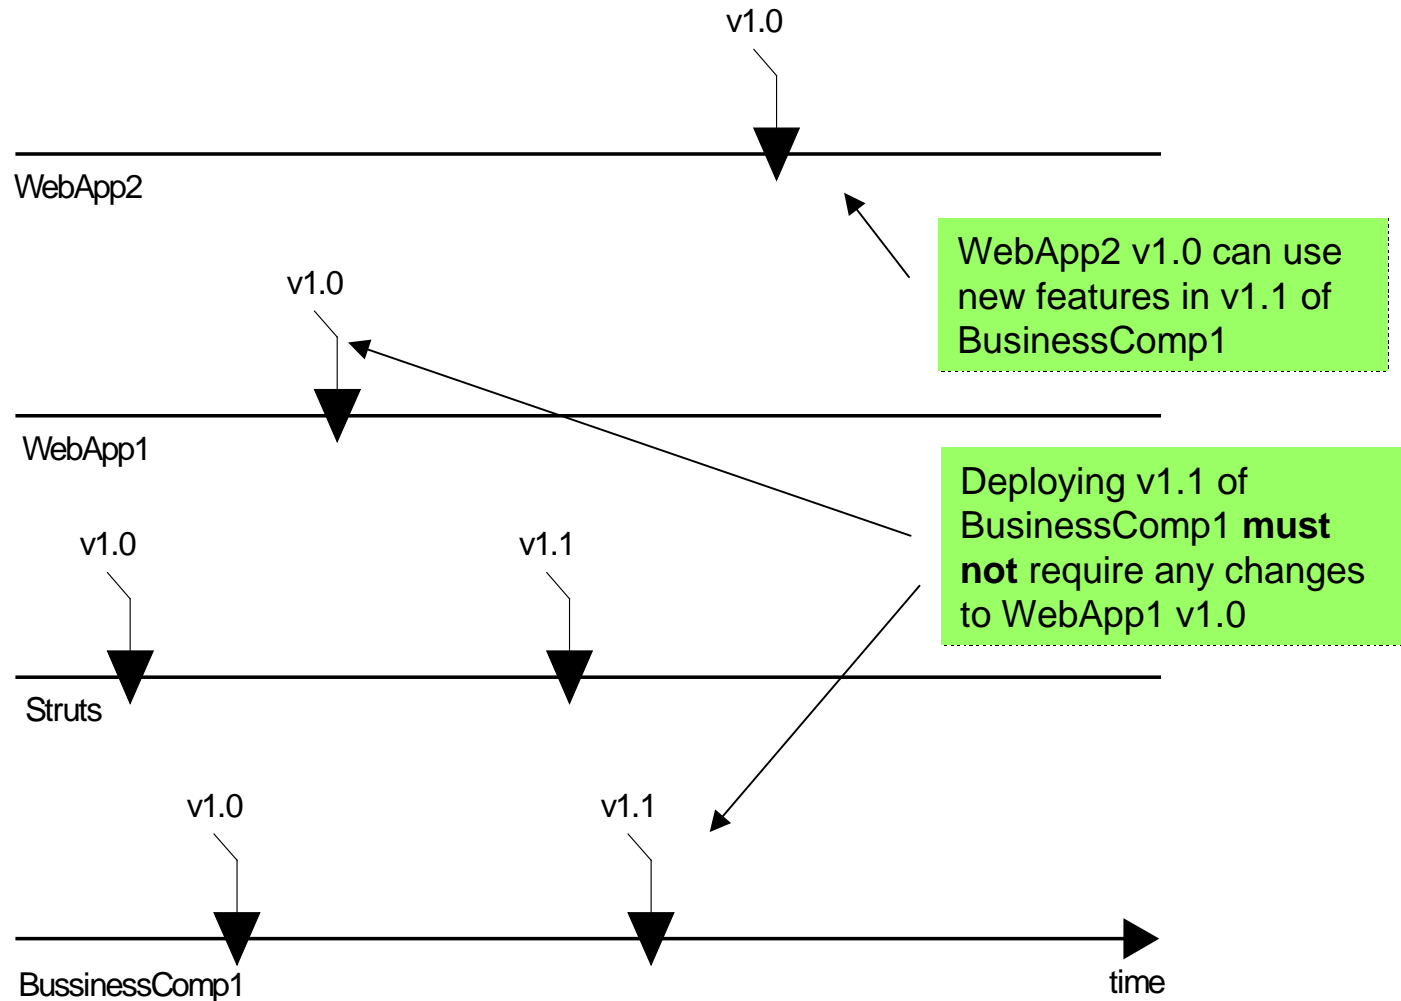 v1.0
WebApp2
WebApp2 v1.0 can use
new features in v1.1 of
BusinessComp1
v1.0
WebApp1
Deploying v1.1 of
BusinessComp1 must
not require any changes
to WebApp1 v1.0
v1.0
v1.1
Struts
v1.0
v1.1
BussinessComp1
time